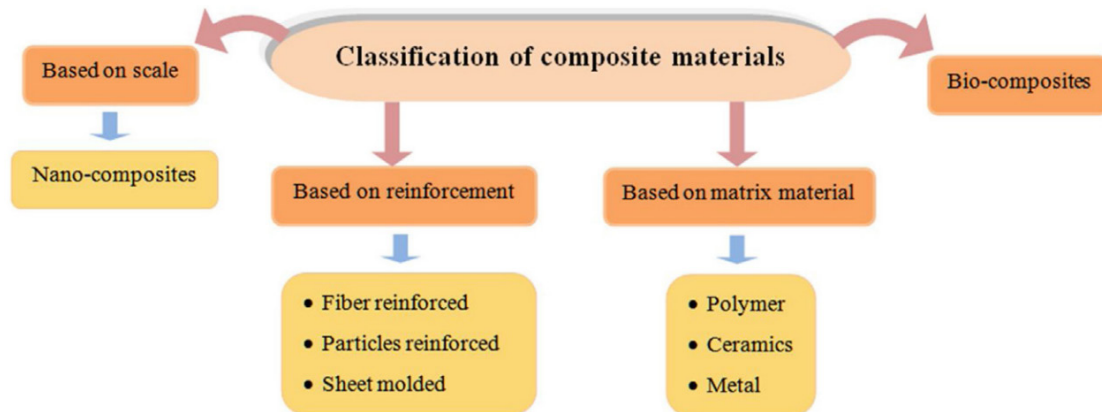 Classification of composite materials
Based on scale
Bio-composites
Nano-composites
Based on reinforcement
Based on matrix material
• Fiber reinforced
• Particles reinforced
• Sheet molded
• Polymer
• Ceramics
• Metal